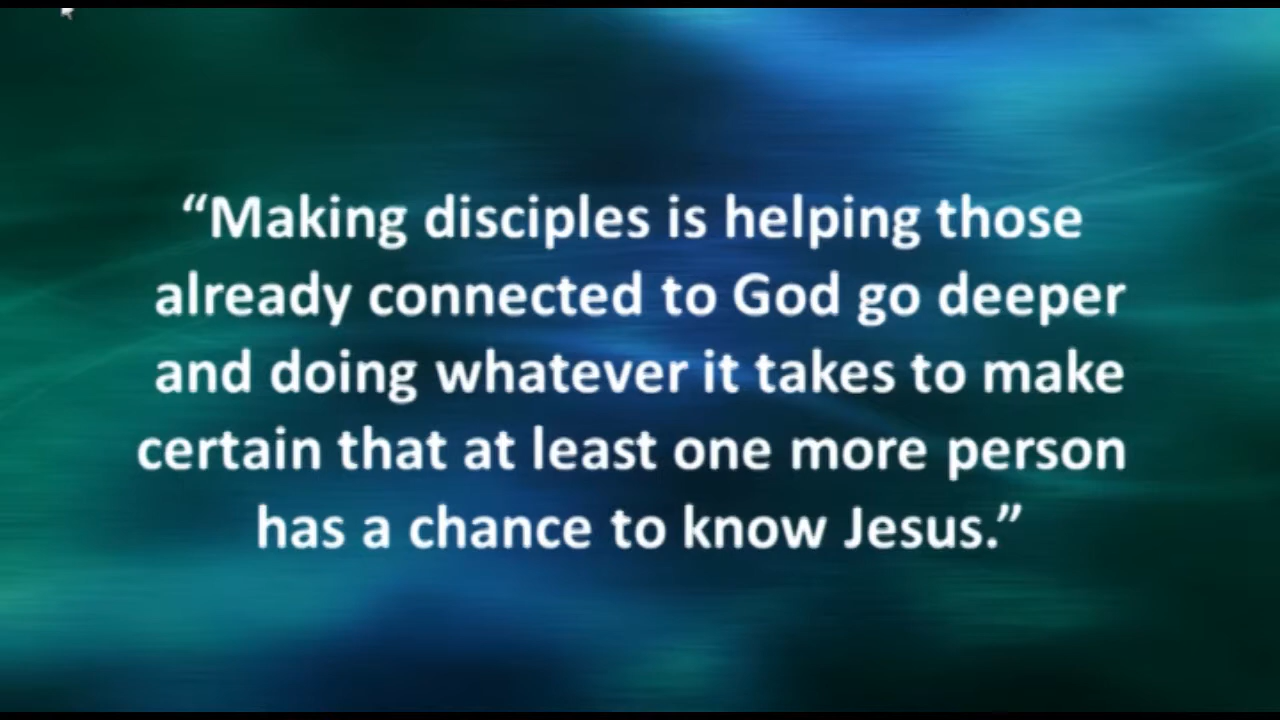 “Making disciples is helping those
already connected to God go deeper
and doing whatever it takes to make
certain that at least one more person
has a chance to know Jesus.”